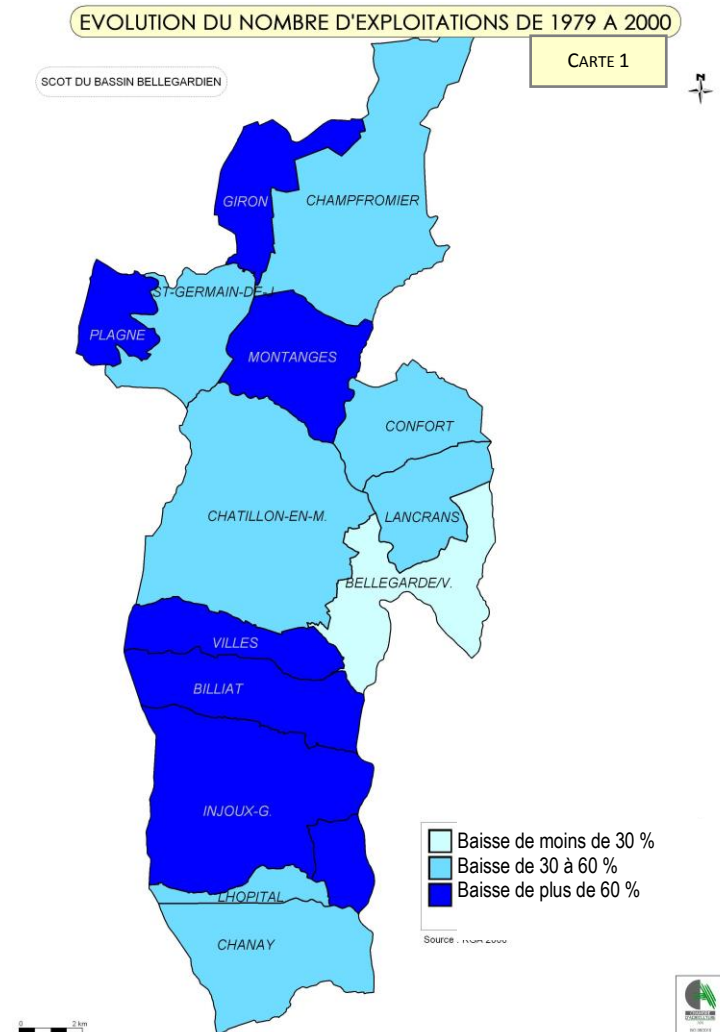 EVOLUTION DU NOMBRE D'EXPLOITATIONS DE 1979 A 2000
CARTE 1
SCOT DU BASSIN BELLEGARDIEN
N
GIRON
CHAMPFROMIER
ST-GERMAIN-DE-J.
PLAGNE
MONTANGES
CONFORT
CHATILLON-EN-M.
LANCRANS
BELLEGARDE/V.
VILLES
BILLIAT
INJOUX-G.
LHOPITAL
CHANAY
Baisse de moins de 30 %
Baisse de 30 à 60 %
Baisse de plus de 60 %
Source : RGA 2000
0 2 km